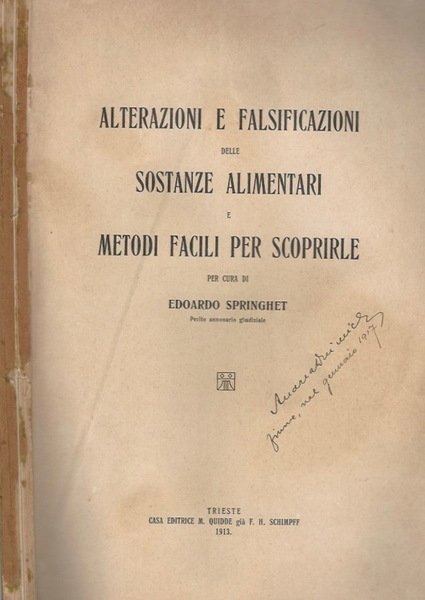 ALTERAZIONI E FALSIFICAZIONI
DELLE
SOSTANZE ALIMENTARI
E
METODI FACILI PER SCOPRIRLE
PER CURA DI
EDOARDO SPRINGHET
Perito annonario giudiziale
Andrea
fiume, nel gennaio 1917
TRIESTE
CASA EDITRICE M. QUIDDE già F. H. SCHIMPFF
1913.